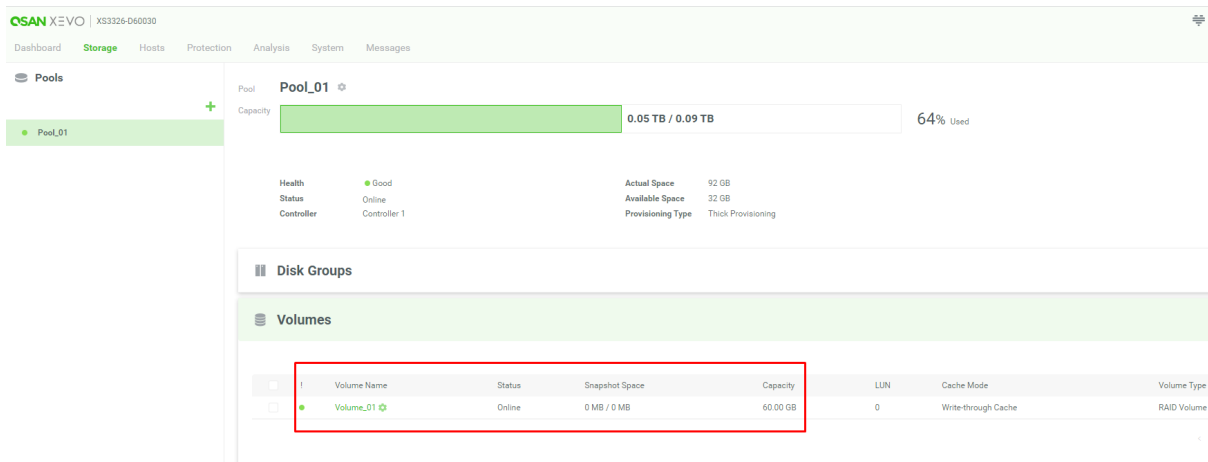 QSAN XEVO | XS3326-D60030
Dashboard Storage Hosts Protection Analysis System Messages
Pools
+
Pool_01
Pool Pool_01
Capacity 0.05 TB / 0.09 TB 64% Used
Health Good Actual Space 92 GB
Status Online Available Space 32 GB
Controller Controller 1 Provisioning Type Thick Provisioning
Disk Groups
Volumes
! Volume Name Status Snapshot Space Capacity LUN Cache Mode Volume Type
Volume_01 Online 0 MB / 0 MB 60.00 GB 0 Write-through Cache RAID Volume